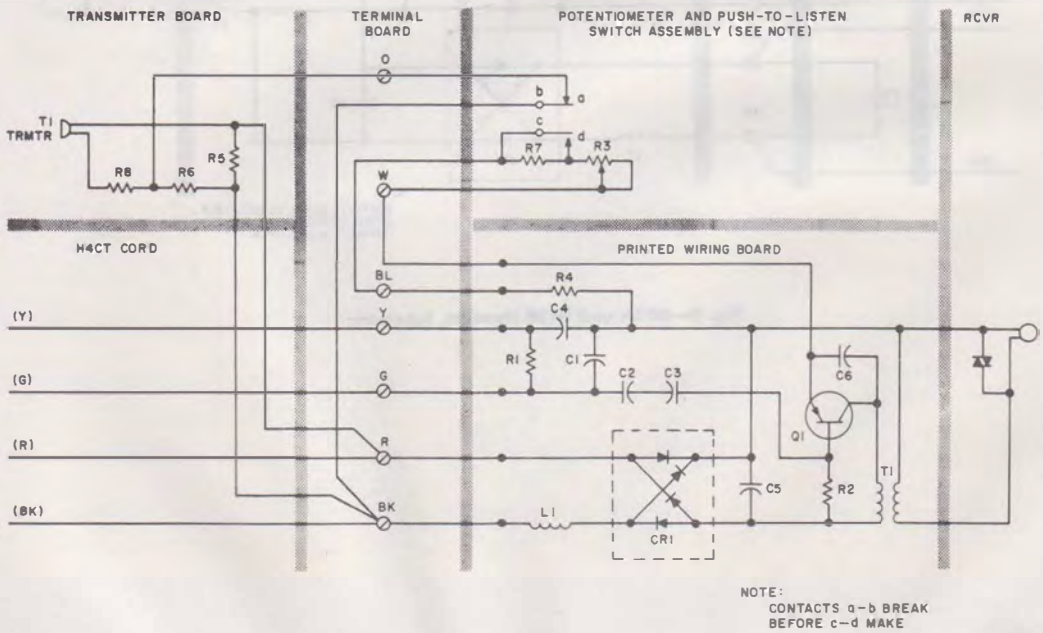 TRANSMITTER BOARD
TERMINAL
BOARD
POTENTIOMETER AND PUSH-TO-LISTEN
SWITCH ASSEMBLY (SEE NOTE)
RCVR
O
b
a
c
d
T1
TRMTR
R5
R7
R3
R8
R6
W
H4CT CORD
PRINTED WIRING BOARD
BL
R4
(Y)
Y
C4
R1
C1
C6
(G)
G
C2
C3
Q1
(R)
R
T1
C5
R2
(BK)
BK
L1
CR1
NOTE:
CONTACTS a-b BREAK
BEFORE c-d MAKE